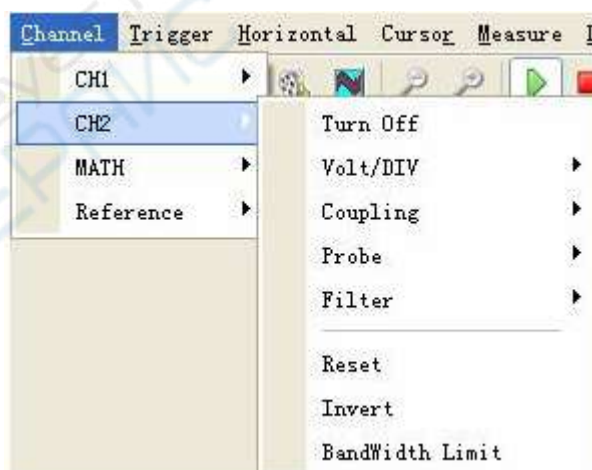 Channel Trigger Horizontal Cursor Measure
CH1
CH2
MATH
Reference
Turn Off
Volt/DIV
Coupling
Probe
Filter
Reset
Invert
BandWidth Limit